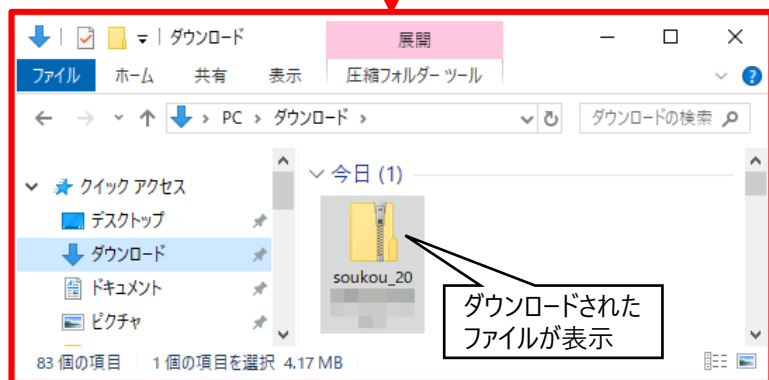 ダウンロード
展開
ファイル ホーム 共有 表示 圧縮フォルダー ツール
PC › ダウンロード ›
ダウンロードの検索
クイック アクセス
デスクトップ
ダウンロード
ドキュメント
ピクチャ
今日 (1)
soukou_20
ダウンロードされた
ファイルが表示
83 個の項目 1 個の項目を選択 4.17 MB